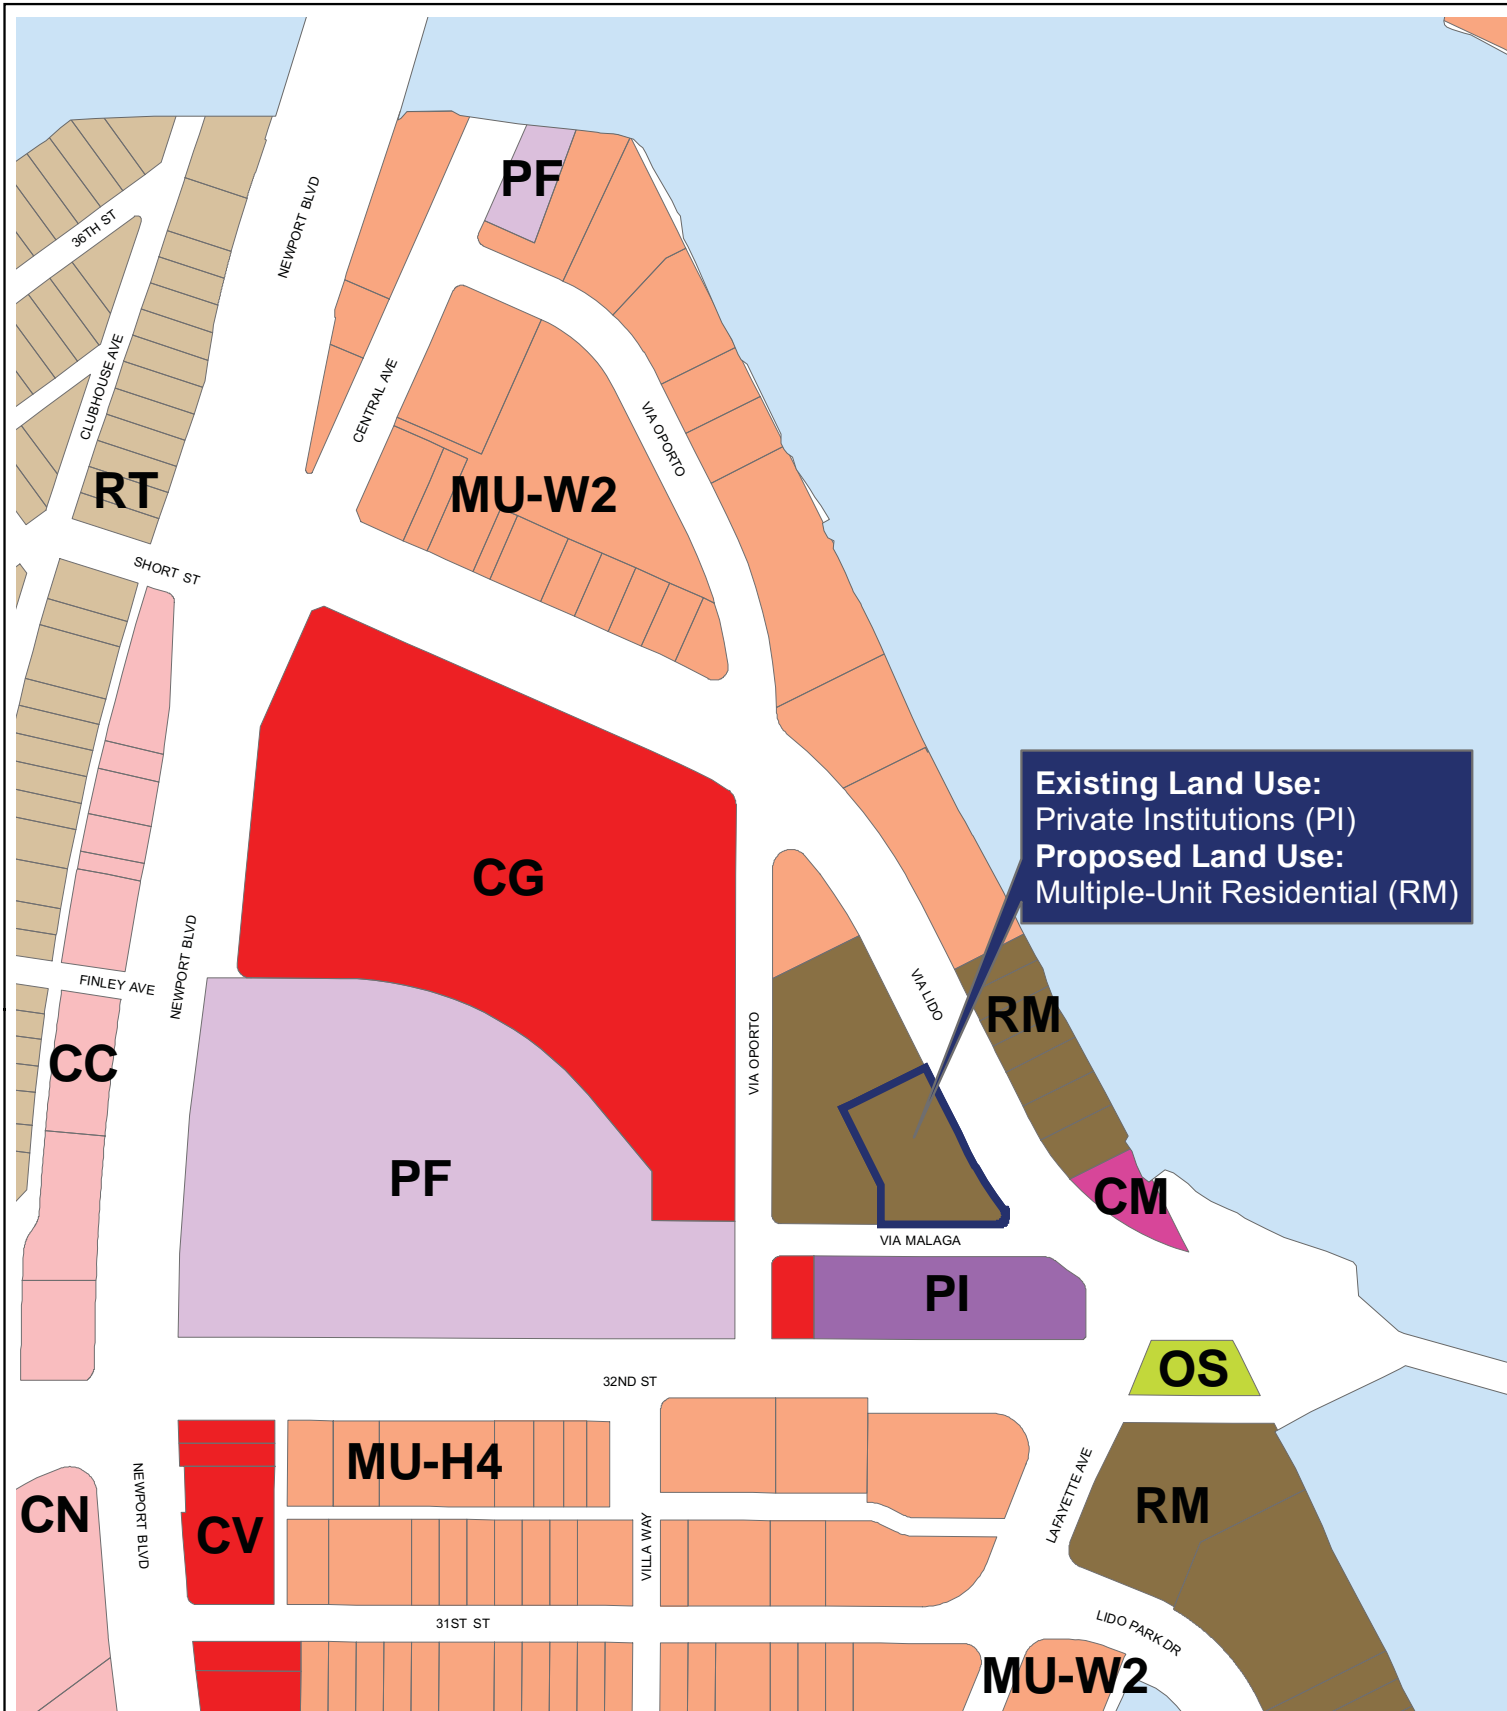 PF
36TH ST
NEWPORT BLVD
CLUBHOUSE AVE
CENTRAL AVE
VIA OPORTO
RT
MU-W2
SHORT ST
Existing Land Use:
Private Institutions (PI)
Proposed Land Use:
Multiple-Unit Residential (RM)
CG
NEWPORT BLVD
FINLEY AVE
VIA LIDO
RM
CC
VIA OPORTO
PF
CM
VIA MALAGA
PI
OS
32ND ST
MU-H4
CN
NEWPORT BLVD
CV
VILLA WAY
LAFAYETTE AVE
RM
31ST ST
LIDO PARK DR
MU-W2